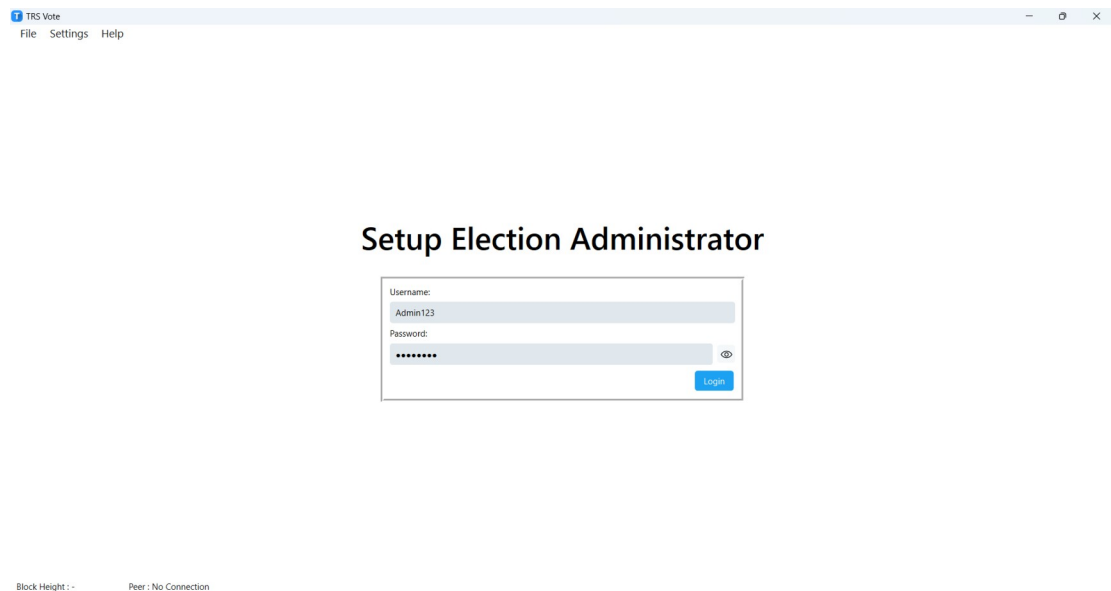 T TRS Vote
File Settings Help
Setup Election Administrator
Username:
Admin123
Password:
••••••••
Login
Block Height : - Peer : No Connection